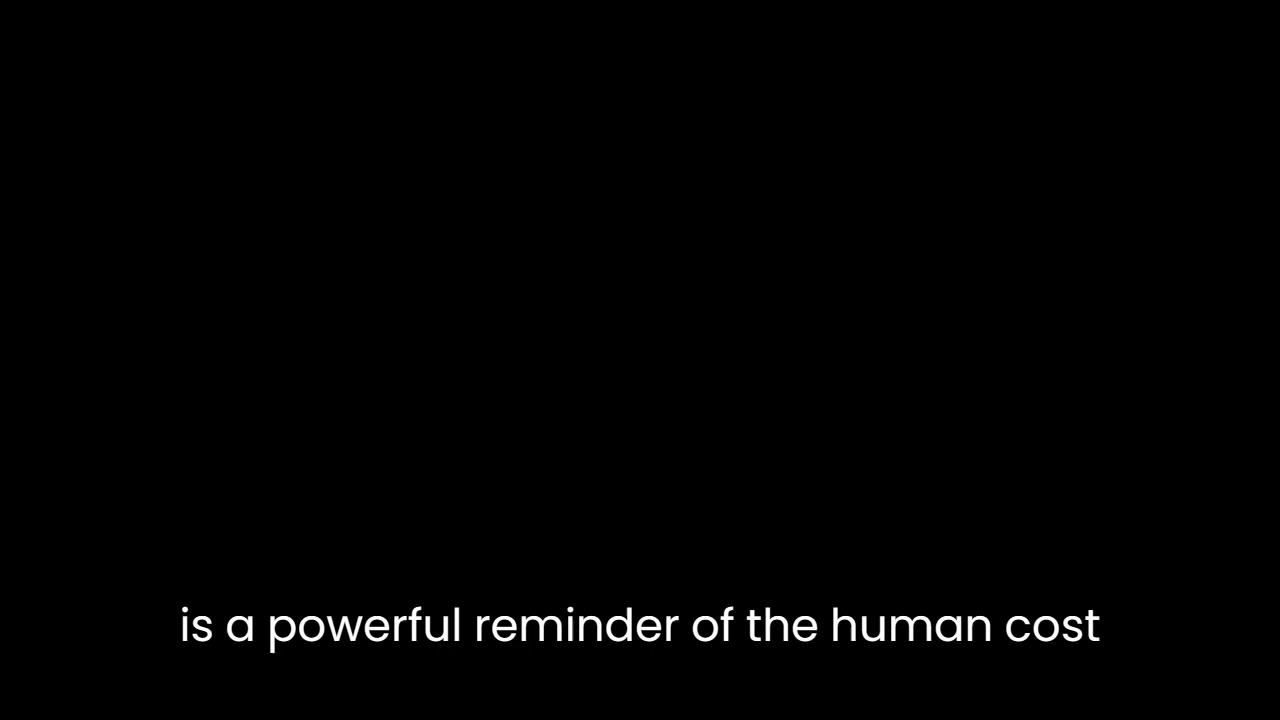 is a powerful reminder of the human cost